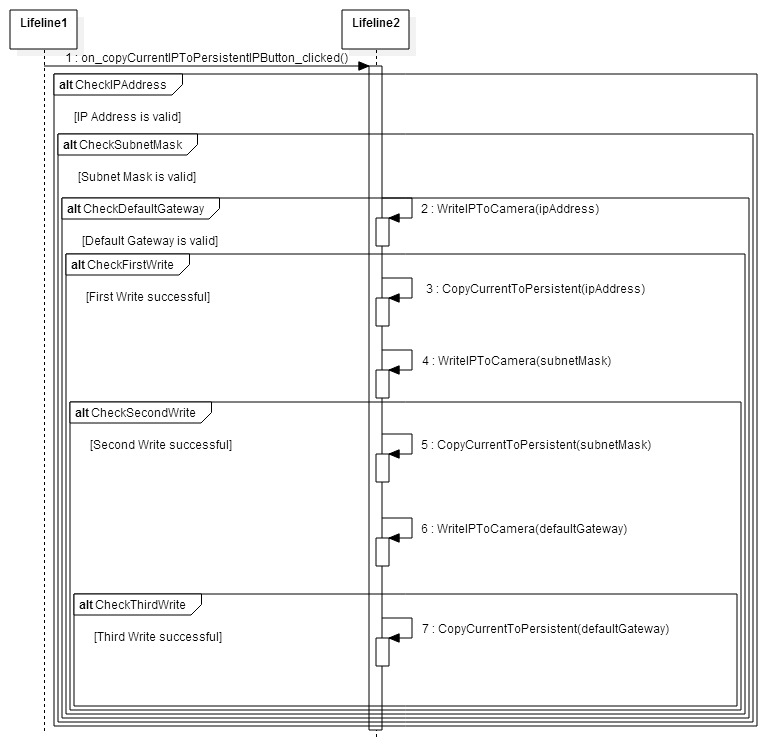 Lifeline1
Lifeline2
1 : on_copyCurrentIPToPersistentIPButton_clicked()
alt CheckIPAddress
[IP Address is valid]
alt CheckSubnetMask
[Subnet Mask is valid]
alt CheckDefaultGateway
2 : WriteIPToCamera(ipAddress)
[Default Gateway is valid]
alt CheckFirstWrite
[First Write successful]
3 : CopyCurrentToPersistent(ipAddress)
4 : WriteIPToCamera(subnetMask)
alt CheckSecondWrite
[Second Write successful]
5 : CopyCurrentToPersistent(subnetMask)
6 : WriteIPToCamera(defaultGateway)
alt CheckThirdWrite
[Third Write successful]
7 : CopyCurrentToPersistent(defaultGateway)